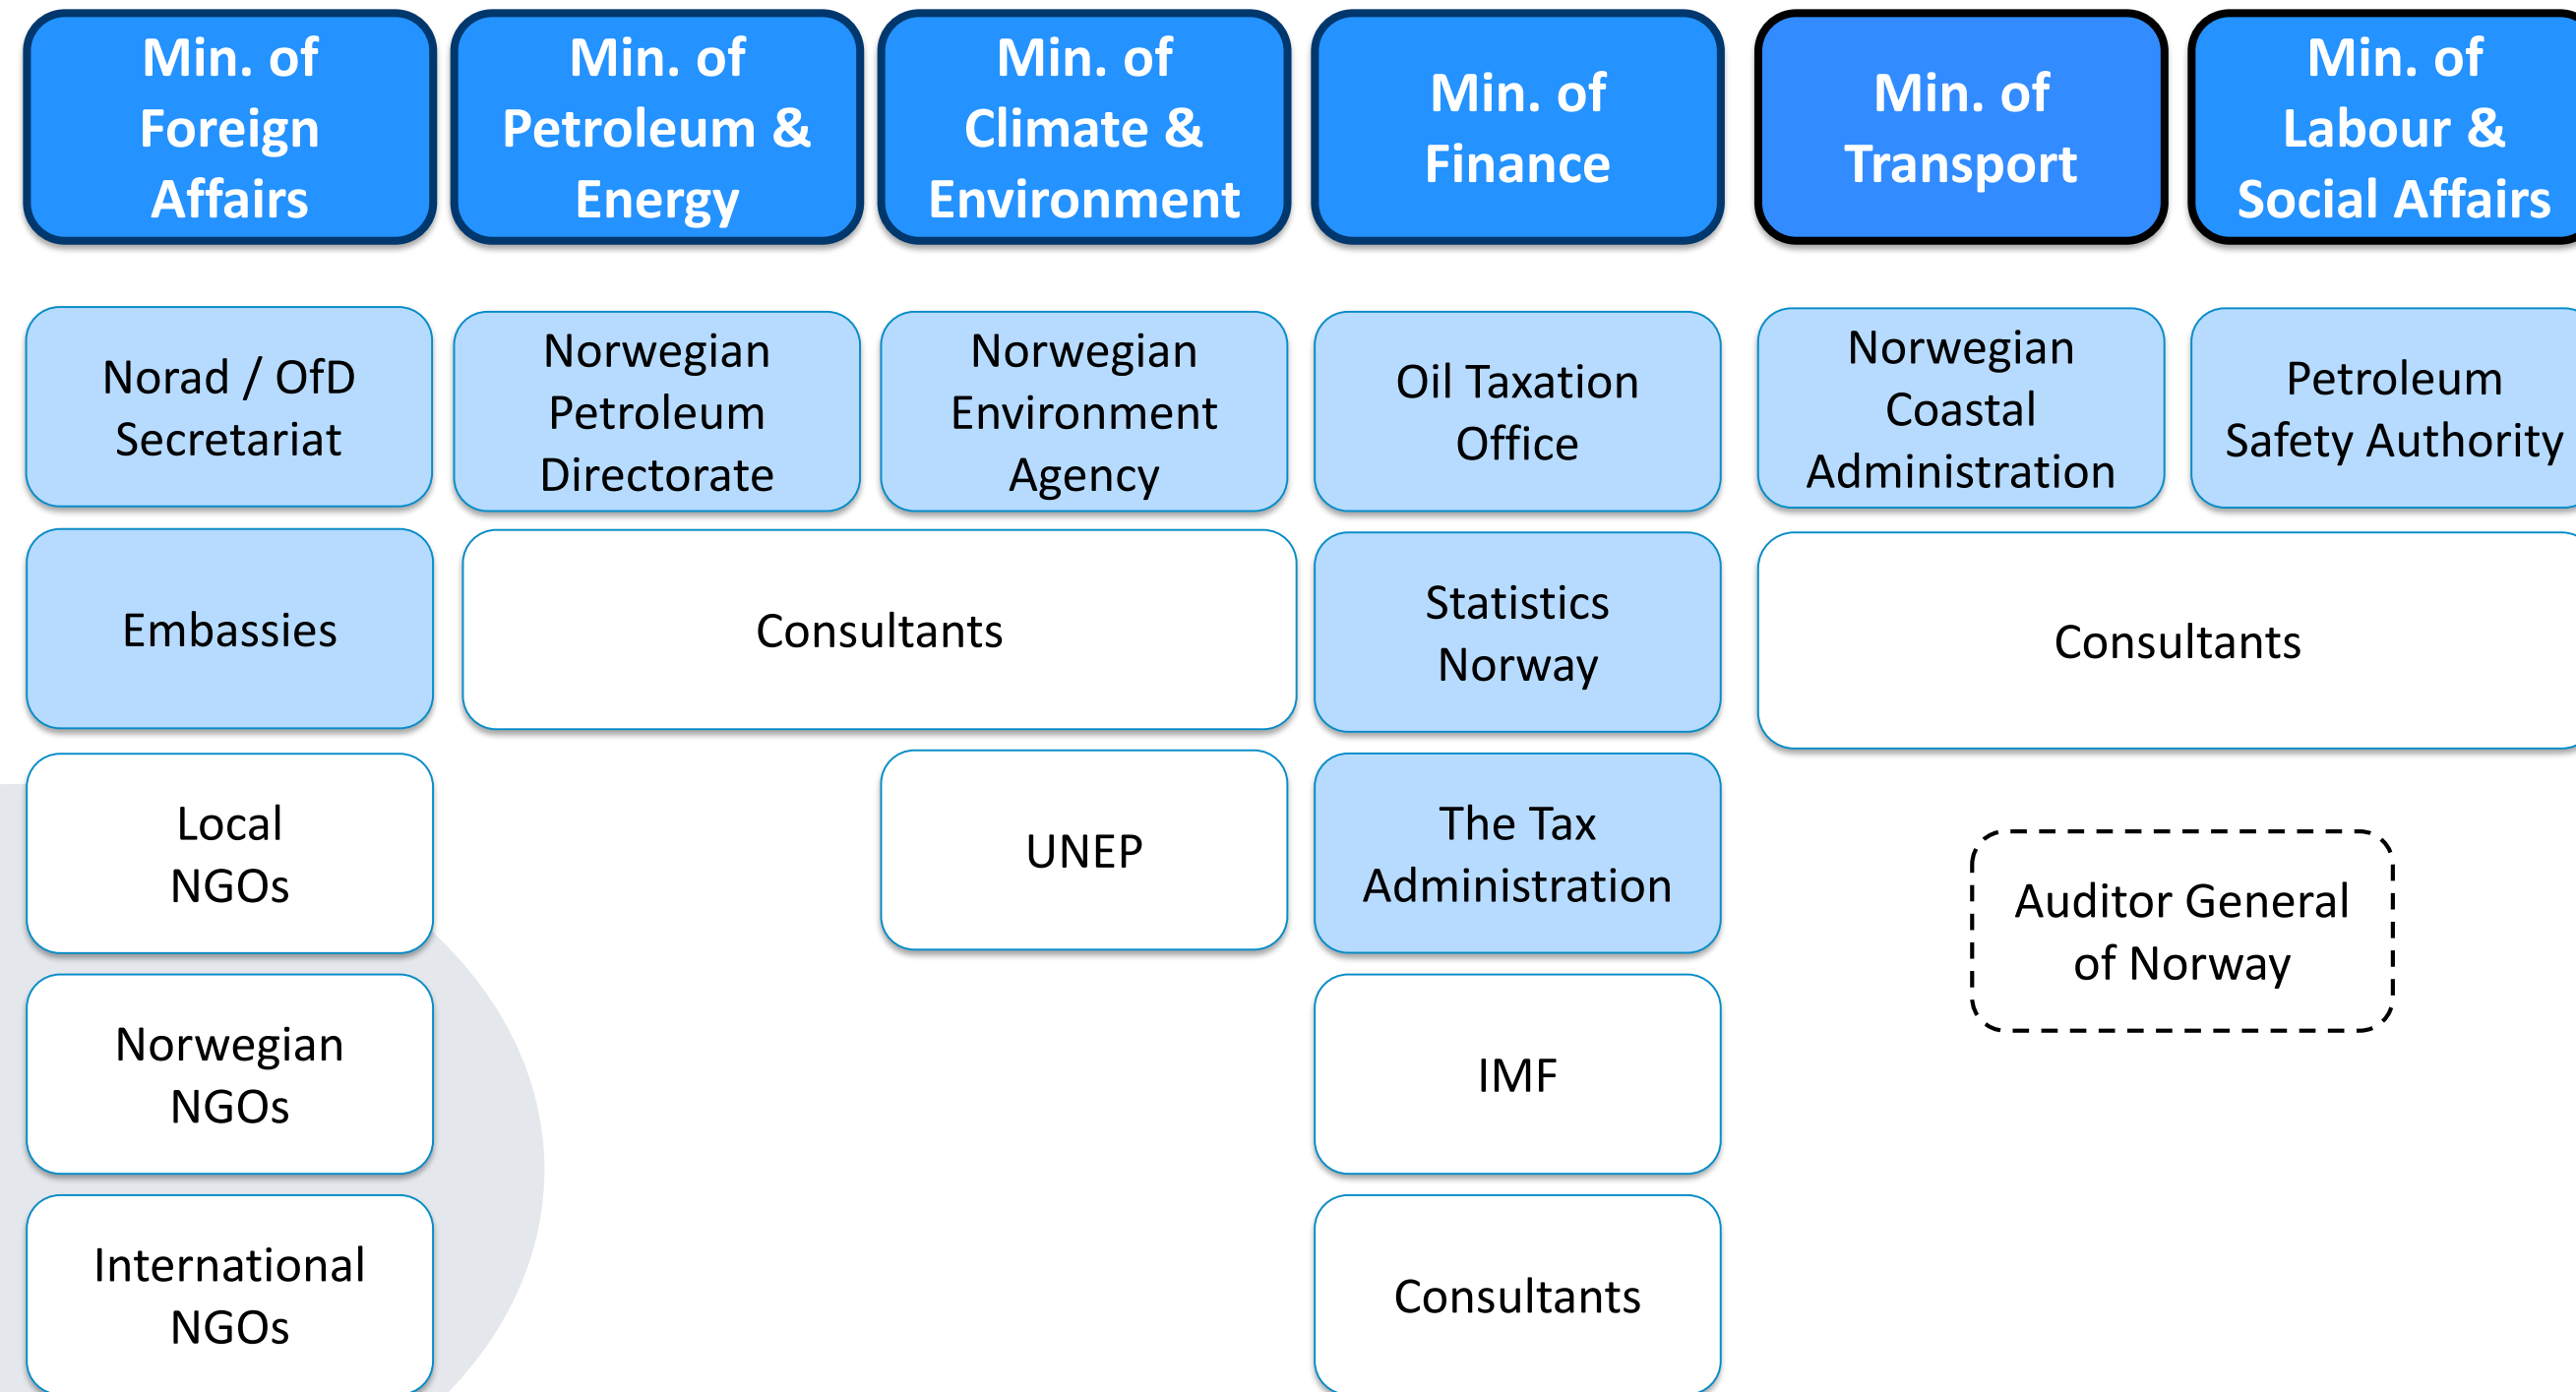 Min. of
Foreign
Affairs
Min. of
Petroleum &
Energy
Min. of
Climate &
Environment
Min. of
Finance
Min. of
Transport
Min. of
Labour &
Social Affairs
Norad / OfD
Secretariat
Norwegian
Petroleum
Directorate
Norwegian
Environment
Agency
Oil Taxation
Office
Norwegian
Coastal
Administration
Petroleum
Safety Authority
Embassies
Consultants
Statistics
Norway
Consultants
Local
NGOs
UNEP
The Tax
Administration
Auditor General
of Norway
Norwegian
NGOs
IMF
International
NGOs
Consultants